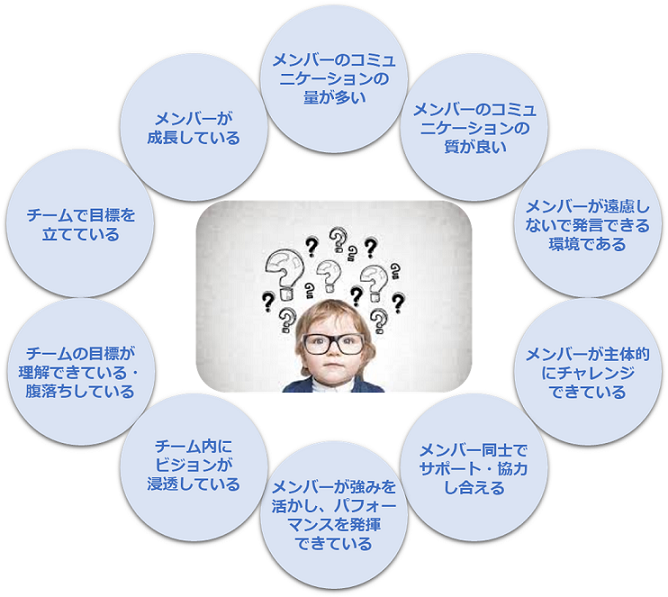 メンバーのコミュ
ニケーションの
量が多い
メンバーのコミュ
ニケーションの
質が良い
メンバーが遠慮し
ないで発言できる
環境である
メンバーが主体的
にチャレンジ
できている
メンバー同士で
サポート・協力
し合える
メンバーが強みを
活かし、パフォー
マンスを発揮
できている
チーム内に
ビジョンが
浸透している
チームの目標が
理解できている・
腹落ちしている
チームで目標を
立てている
メンバーが
成長している